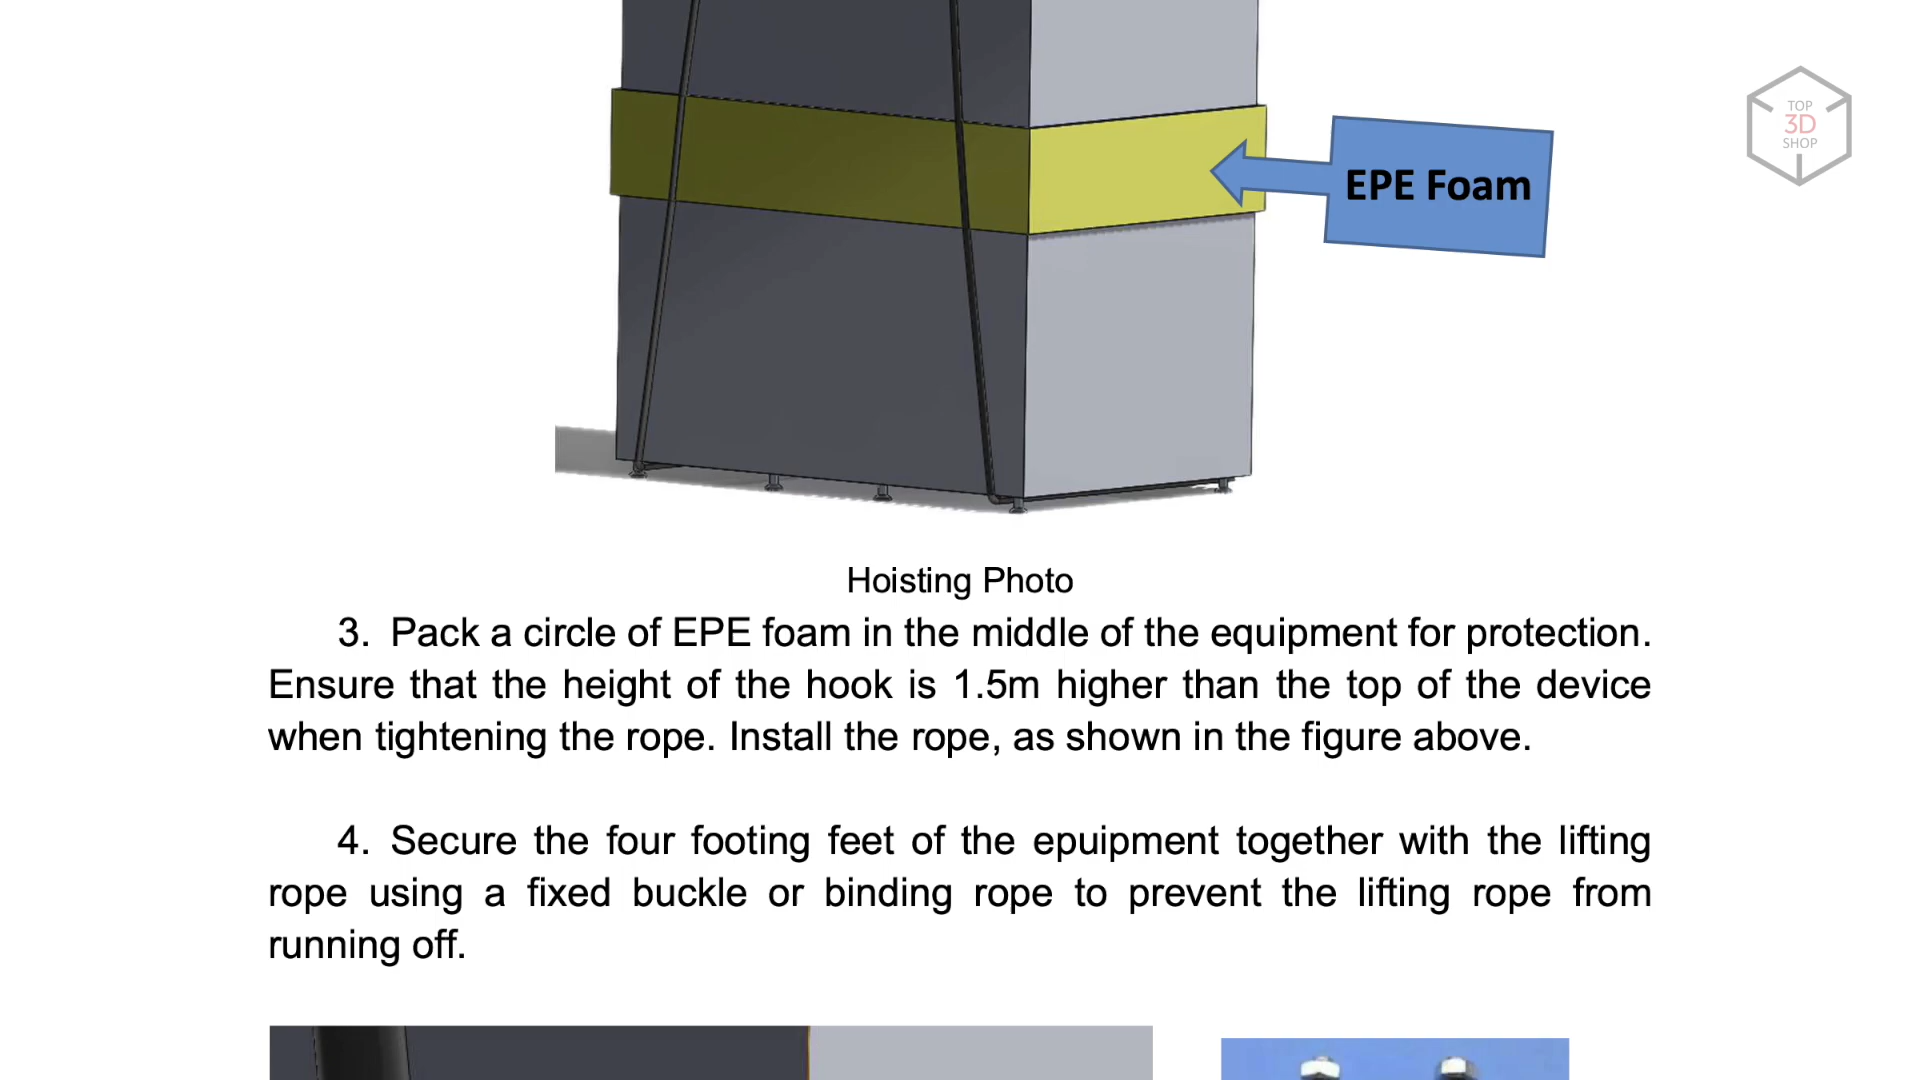 TOP
3D
SHOP
EPE Foam
Hoisting Photo
3. Pack a circle of EPE foam in the middle of the equipment for protection.
Ensure that the height of the hook is 1.5m higher than the top of the device
when tightening the rope. Install the rope, as shown in the figure above.
4. Secure the four footing feet of the epuipment together with the lifting
rope using a fixed buckle or binding rope to prevent the lifting rope from
running off.